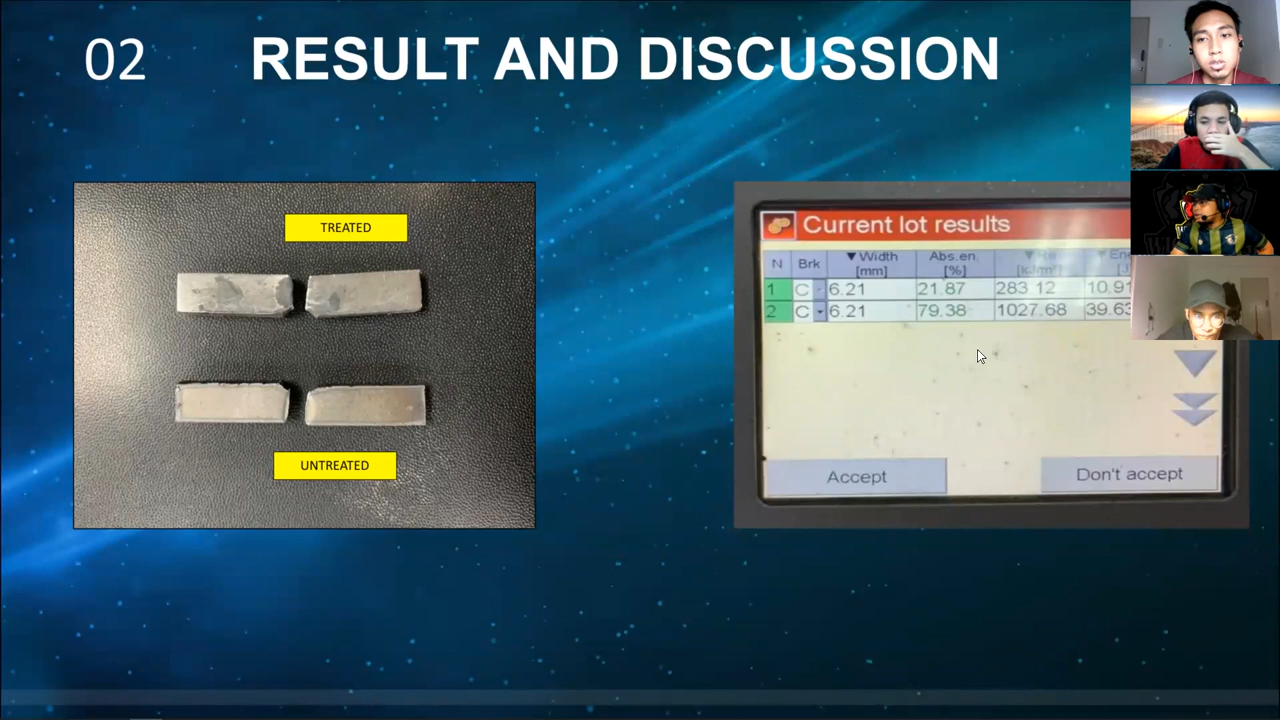 02 RESULT AND DISCUSSION
TREATED
UNTREATED
Current lot results
N Brk ▼Width [mm] Abs.en. [%] [kJ/m²] [J]
1 C 6.21 21.87 283.12 10.91
2 C 6.21 79.38 1027.68 39.63
Accept Don't accept